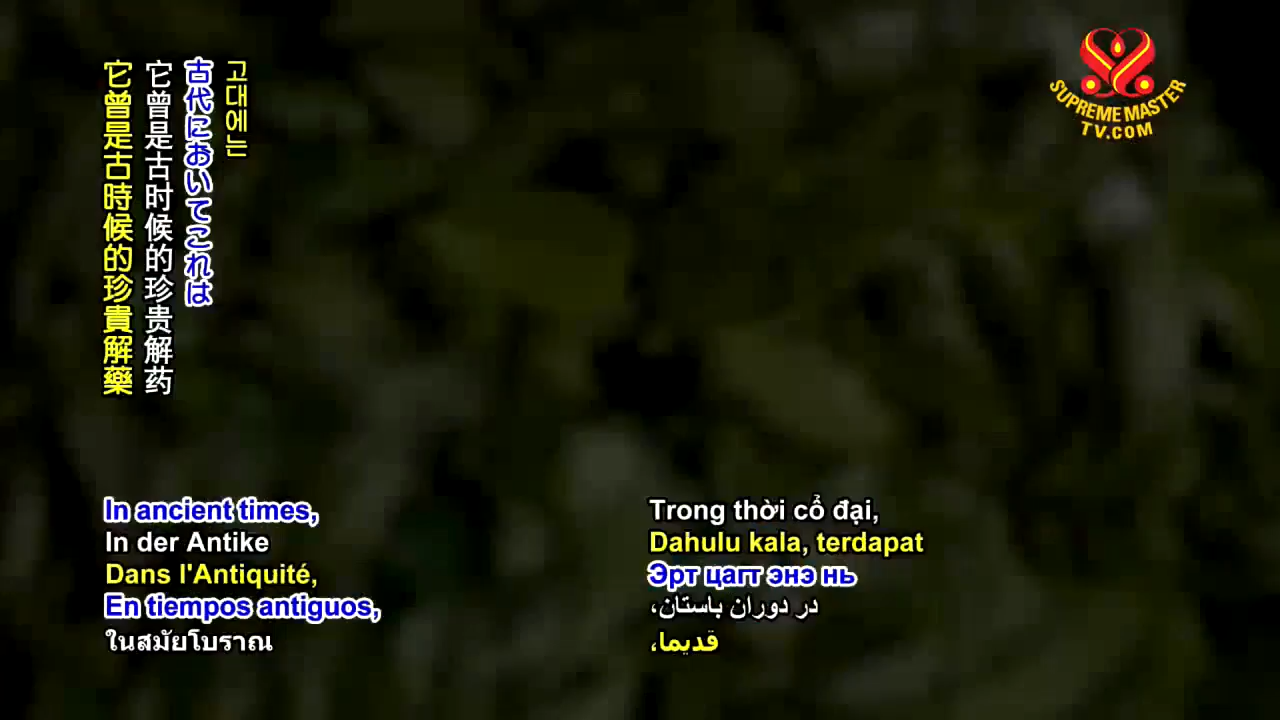 고대에는
古代においてこれは
它曾是古时候的珍贵解药
它曾是古時候的珍貴解藥
SUPREME MASTER
TV.COM
In ancient times,
In der Antike
Dans l'Antiquité,
En tiempos antiguos,
ในสมัยโบราณ
Trong thời cổ đại,
Dahulu kala, terdapat
Эрт цагт энэ нь
در دوران باستان،
قديما،